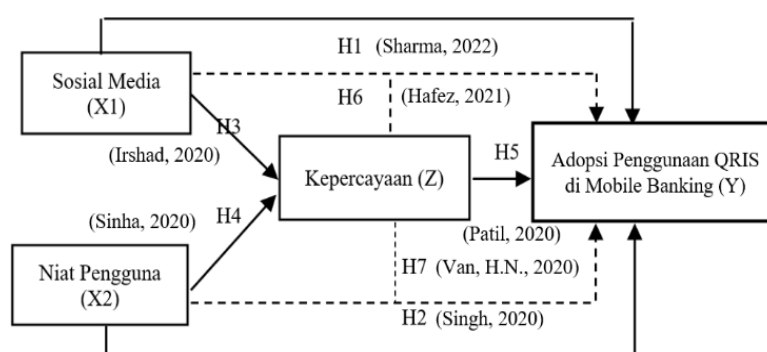 H1 (Sharma, 2022)
Sosial Media
(X1)
H6 (Hafez, 2021)
H3
(Irshad, 2020)
H5
Kepercayaan (Z)
Adopsi Penggunaan QRIS
di Mobile Banking (Y)
(Sinha, 2020)
H4
(Patil, 2020)
Niat Pengguna
(X2)
H7 (Van, H.N., 2020)
H2 (Singh, 2020)